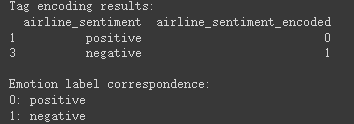 Tag encoding results:
airline_sentiment airline_sentiment_encoded
1 positive 0
3 negative 1
Emotion label correspondence:
0: positive
1: negative